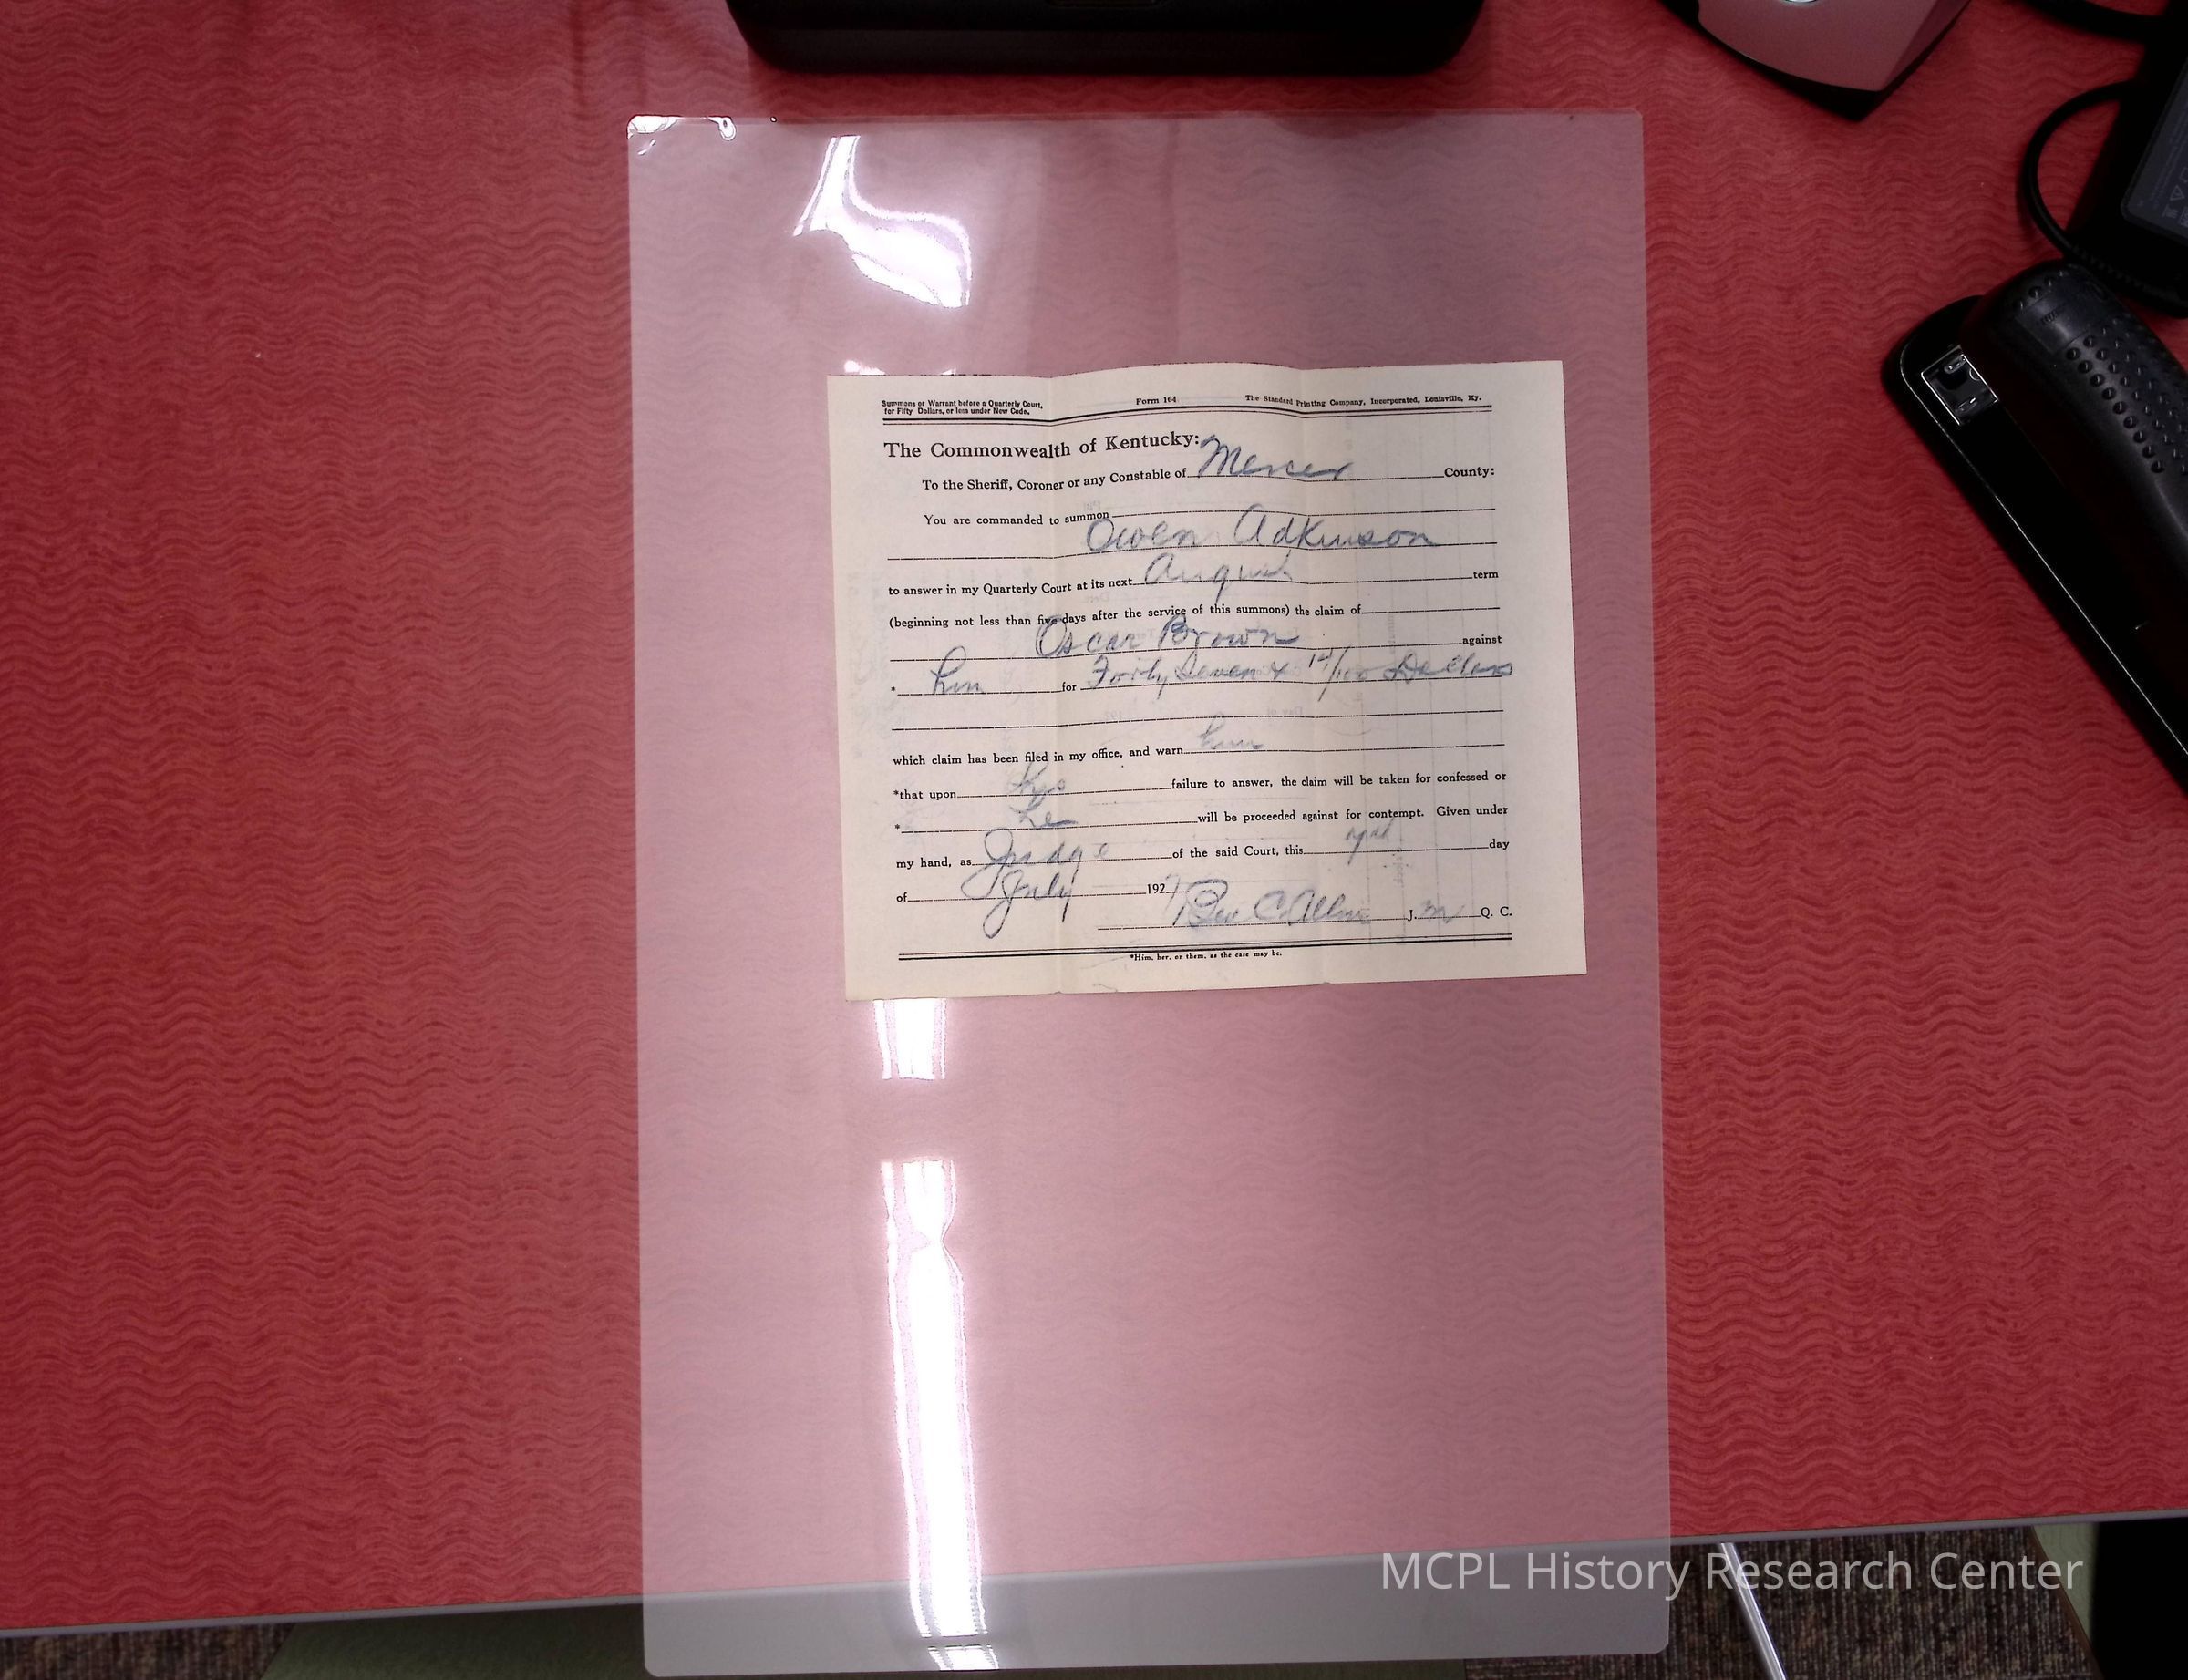 Summons or Warrant before a Quarterly Court, Form 164 The Standard Printing Company, Incorporated, Louisville, Ky.
for Fifty Dollars, or less under New Code.
The Commonwealth of Kentucky:
To the Sheriff, Coroner or any Constable of Mercer County:
You are commanded to summon
Owen Adkinson
to answer in my Quarterly Court at its next August term
(beginning not less than five days after the service of this summons) the claim of
Oscar Brown against
* him for Forty Seven & /100 Dollars
which claim has been filed in my office, and warn him
*that upon his failure to answer, the claim will be taken for confessed or
* he will be proceeded against for contempt. Given under
my hand, as Judge of the said Court, this day
of July 1927
Ben C. Allin J. M Q. C.
*Him, her, or them, as the case may be.
MCPL History Research Center